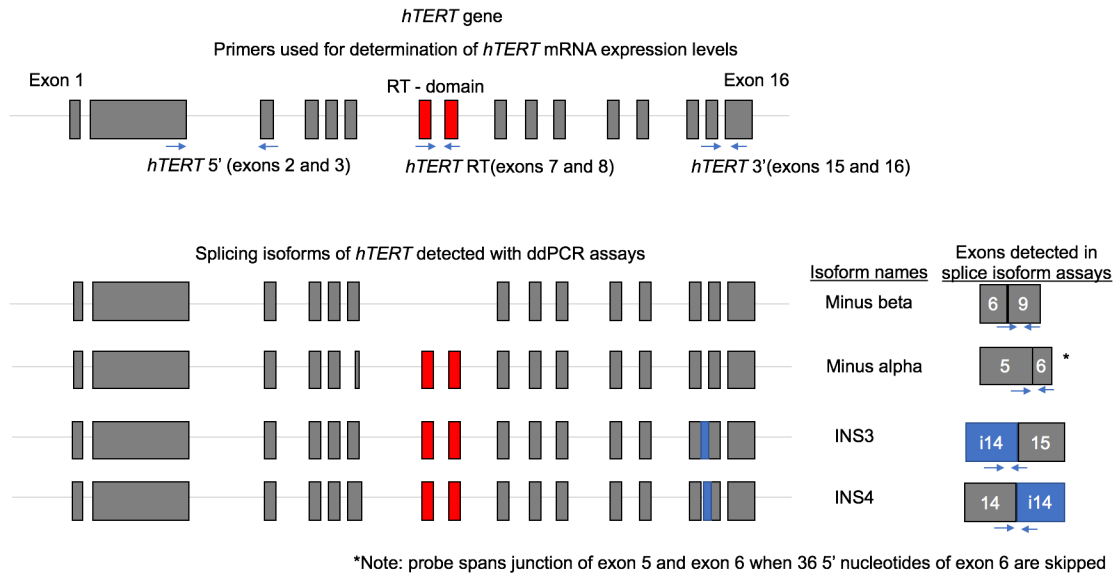 hTERT gene
Primers used for determination of hTERT mRNA expression levels
Exon 1
RT - domain
Exon 16
hTERT 5' (exons 2 and 3)
hTERT RT(exons 7 and 8)
hTERT 3'(exons 15 and 16)
Splicing isoforms of hTERT detected with ddPCR assays
Isoform names
Exons detected in
splice isoform assays
Minus beta
6 9
Minus alpha
5 6 *
INS3
i14 15
INS4
14 i14
*Note: probe spans junction of exon 5 and exon 6 when 36 5' nucleotides of exon 6 are skipped